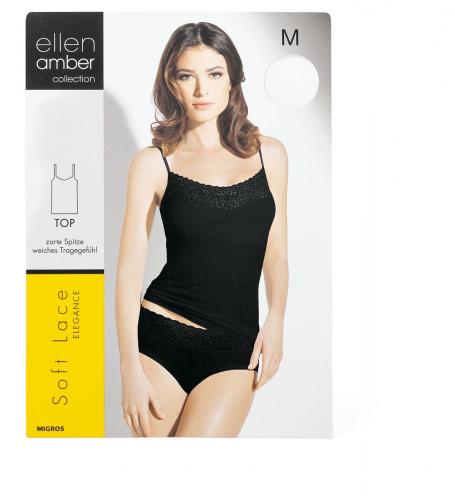 ellen
amber
collection
M
TOP
zarte Spitze
weiches Tragegefühl
Soft Lace
ELEGANCE
MIGROS